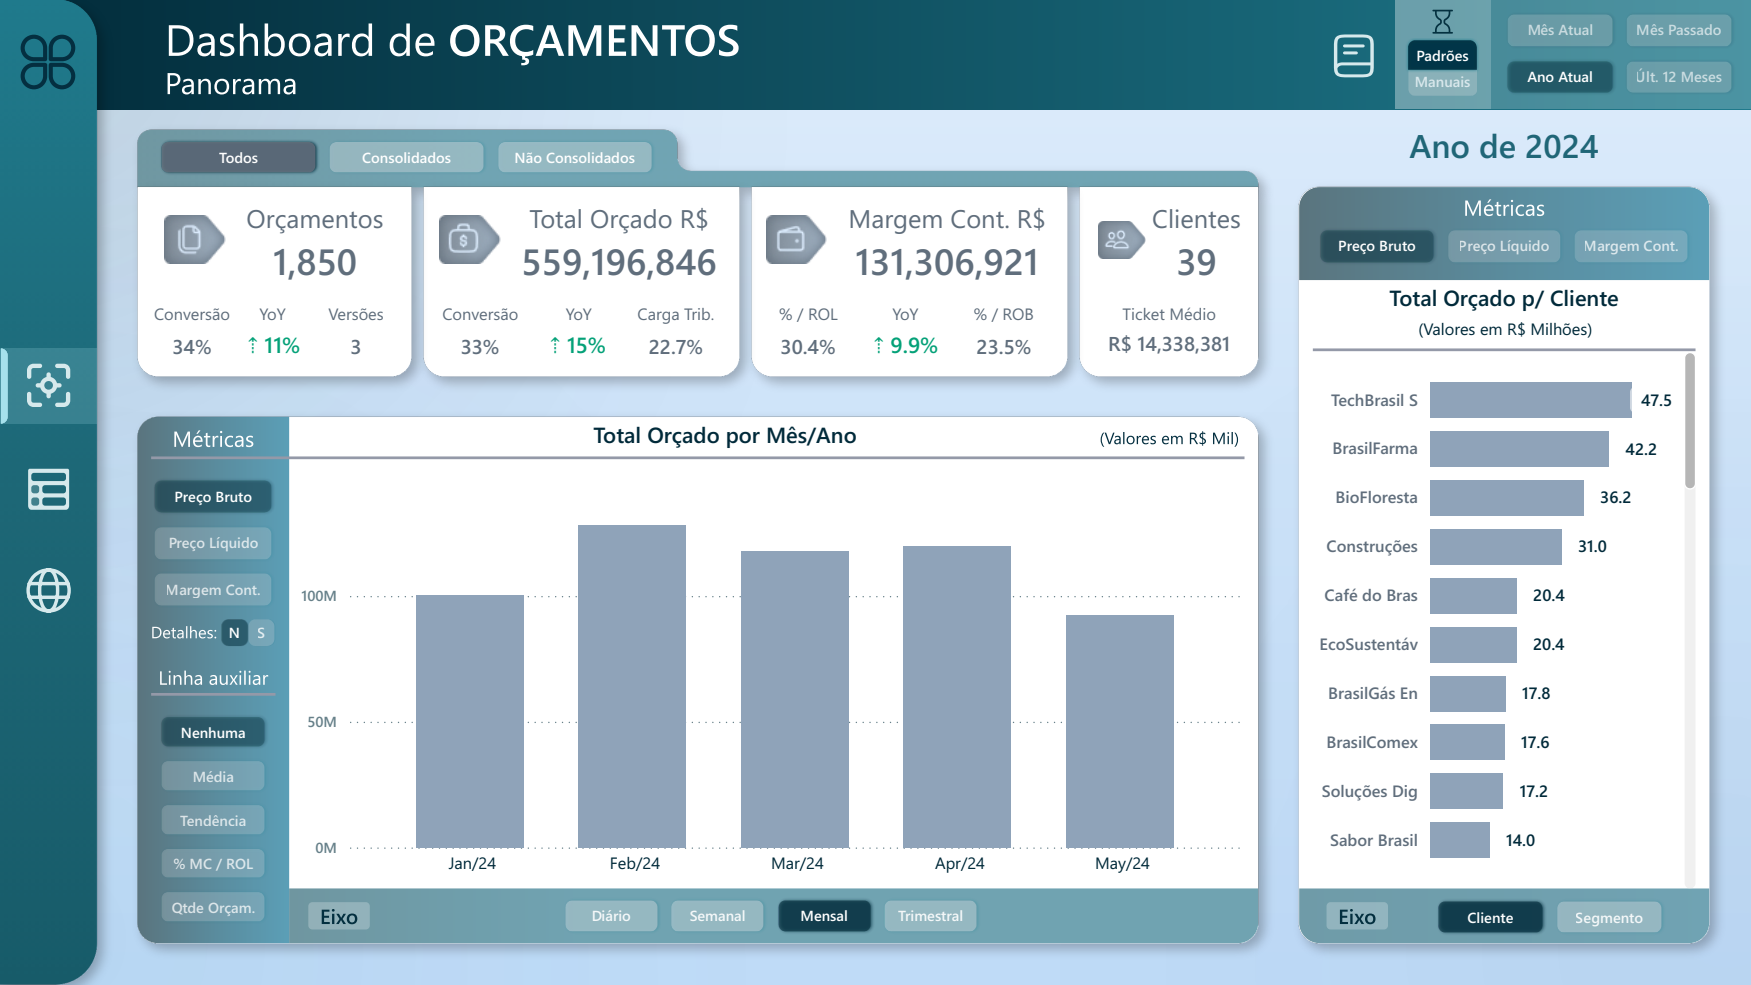 Dashboard de ORÇAMENTOS
Panorama
Padrões
Manuais
Mês Atual
Mês Passado
Ano Atual
Últ. 12 Meses
Todos
Consolidados
Não Consolidados
Ano de 2024
Orçamentos
1,850
Conversão YoY Versões
34% ⇡ 11% 3
Total Orçado R$
559,196,846
Conversão YoY Carga Trib.
33% ⇡ 15% 22.7%
Margem Cont. R$
131,306,921
% / ROL YoY % / ROB
30.4% ⇡ 9.9% 23.5%
Clientes
39
Ticket Médio
R$ 14,338,381
Métricas
Preço Bruto
Preço Líquido
Margem Cont.
Detalhes: N S
Linha auxiliar
Nenhuma
Média
Tendência
% MC / ROL
Qtde Orçam.
Total Orçado por Mês/Ano
(Valores em R$ Mil)
100M
50M
0M
Jan/24 Feb/24 Mar/24 Apr/24 May/24
Eixo
Diário
Semanal
Mensal
Trimestral
Métricas
Preço Bruto
Preço Líquido
Margem Cont.
Total Orçado p/ Cliente
(Valores em R$ Milhões)
TechBrasil S 47.5
BrasilFarma 42.2
BioFloresta 36.2
Construções 31.0
Café do Bras 20.4
EcoSustentáv 20.4
BrasilGás En 17.8
BrasilComex 17.6
Soluções Dig 17.2
Sabor Brasil 14.0
Eixo
Cliente
Segmento